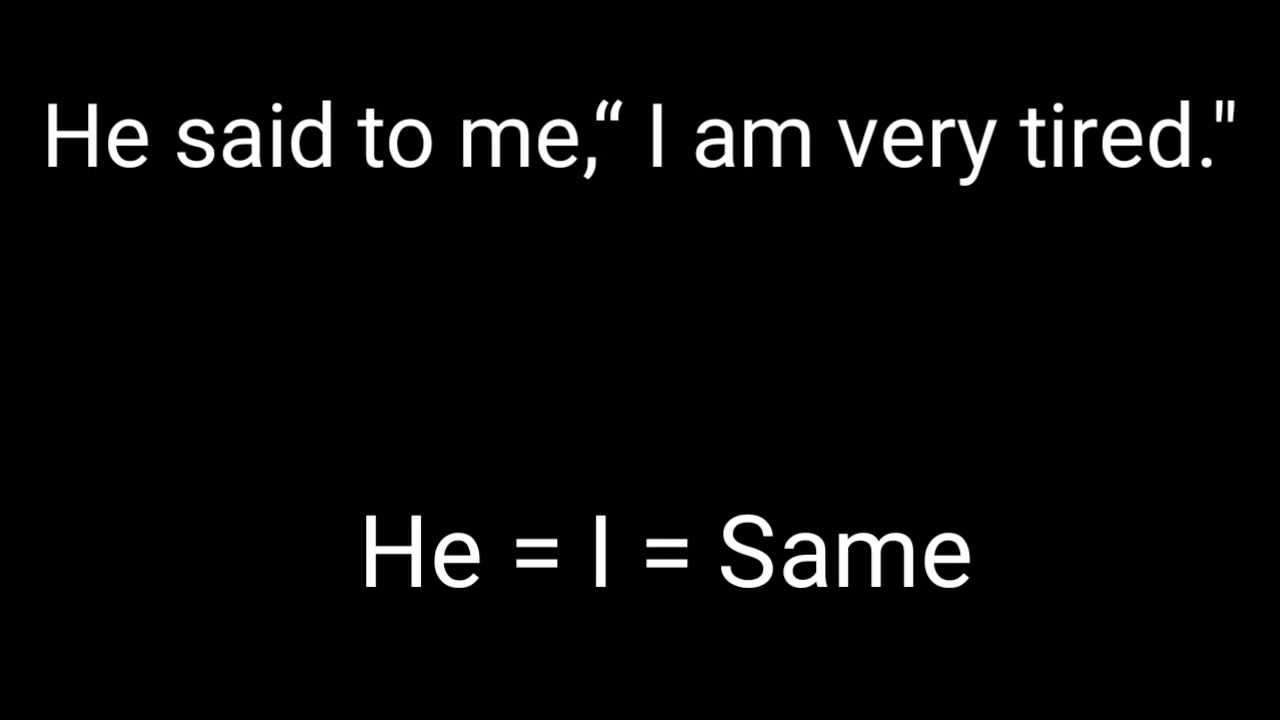 He said to me,“ I am very tired."
He = I = Same